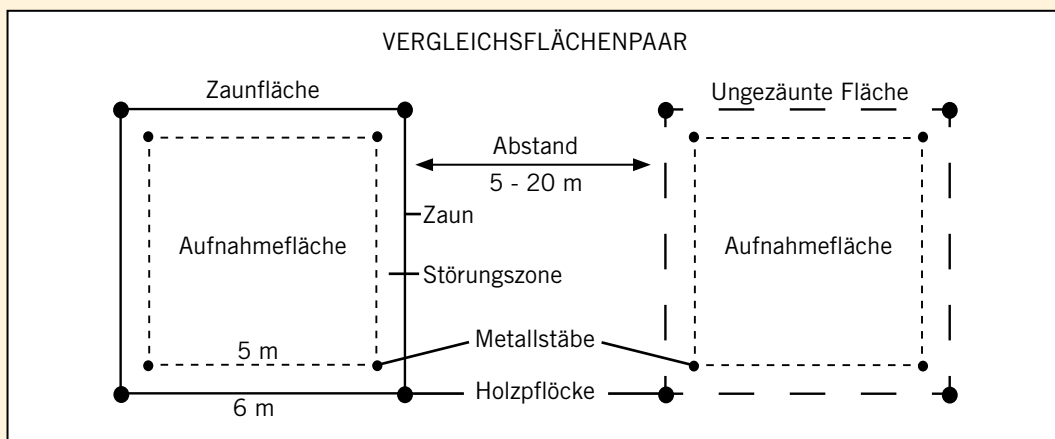 VERGLEICHSFLÄCHENPAAR
Zaunfläche
Ungezäunte Fläche
Abstand
5 - 20 m
Zaun
Aufnahmefläche
Aufnahmefläche
Störungszone
Metallstäbe
5 m
Holzpflöcke
6 m